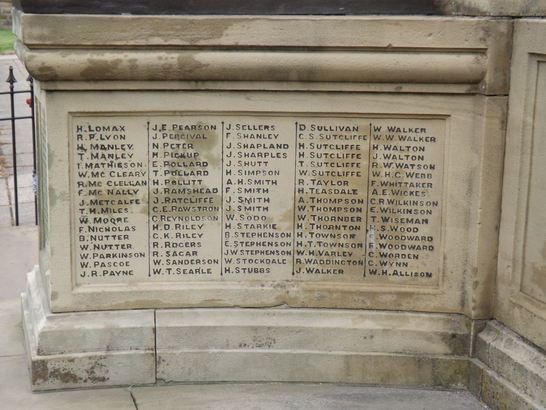 H. LOMAX
R. P. LYON
H. MANLEY
T. MANLEY
T. MATHIESON
W. MC CLEARY
R. MC CLELLAN
F. MC NALLY
J. METCALFE
T. H. MILES
W. MOORE
F. NICHOLAS
B. NUTTER
W. NUTTER
W. PARKINSON
W. PASCOE
J. R. PAYNE
J. E. PEARSON
J. PERCIVAL
N. PETER
H. PICKUP
E. POLLARD
T. POLLARD
H. POLLITT
J. RAMSHEAD
J. RATCLIFFE
C. E. RAWSTRON
C. REYNOLDSON
H. D. RILEY
C. K. RILEY
R. ROGERS
R. SAGAR
W. SANDERSON
W. T. SEARLE
J. SELLERS
F. SHANLEY
J. SHAPLAND
J. SHARPLES
J. SHUTT
H. SIMPSON
A. H. SMITH
F. SMITH
J. SMITH
J. SMITH
W. SODO
H. STARKIE
B. STEPHENSON
E. STEPHENSON
J. W. STEPHENSON
W. STOCKDALE
H. STUBBS
D. SULLIVAN
C. S. SUTCLIFFE
H. SUTCLIFFE
H. SUTCLIFFE
T. SUTCLIFFE
W. SUTCLIFFE
R. TAYLOR
H. TEASDALE
A. THOMPSON
W. THOMPSON
W. THORNBER
H. THORNTON
H. TOWNSON
H. T. TOWNSON
W. H. VARLEY
R. WADDINGTON
J. WALKER
W. WALKER
W. W. WALKER
H. WALTON
J. WALTON
R. W. WATSON
W. H. G. WEBB
F. WHITTAKER
A. E. WICKES
C. R. WILKINSON
E. WILKINSON
T. WISEMAN
H. S. WOOD
E. WOODWARD
E. WOODWARD
C. WORDEN
C. WYNN
W. H. ALLISON